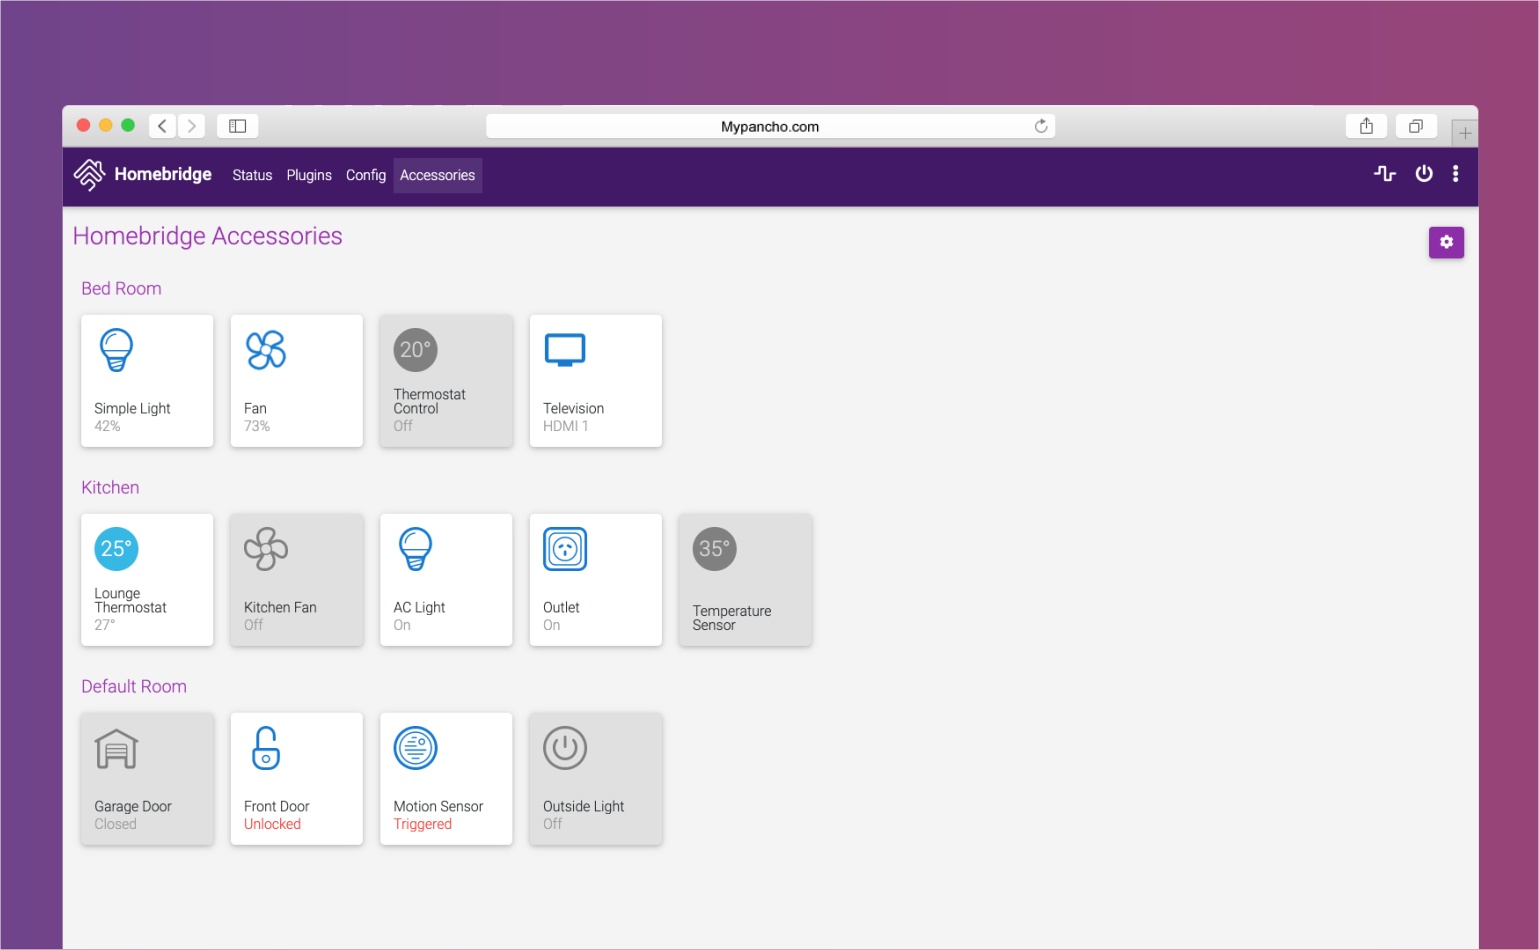 Mypancho.com
Homebridge Status Plugins Config Accessories
Homebridge Accessories
Bed Room
Simple Light
42%
Fan
73%
20°
Thermostat
Control
Off
Television
HDMI 1
Kitchen
25°
Lounge
Thermostat
27°
Kitchen Fan
Off
AC Light
On
Outlet
On
35°
Temperature
Sensor
Default Room
Garage Door
Closed
Front Door
Unlocked
Motion Sensor
Triggered
Outside Light
Off